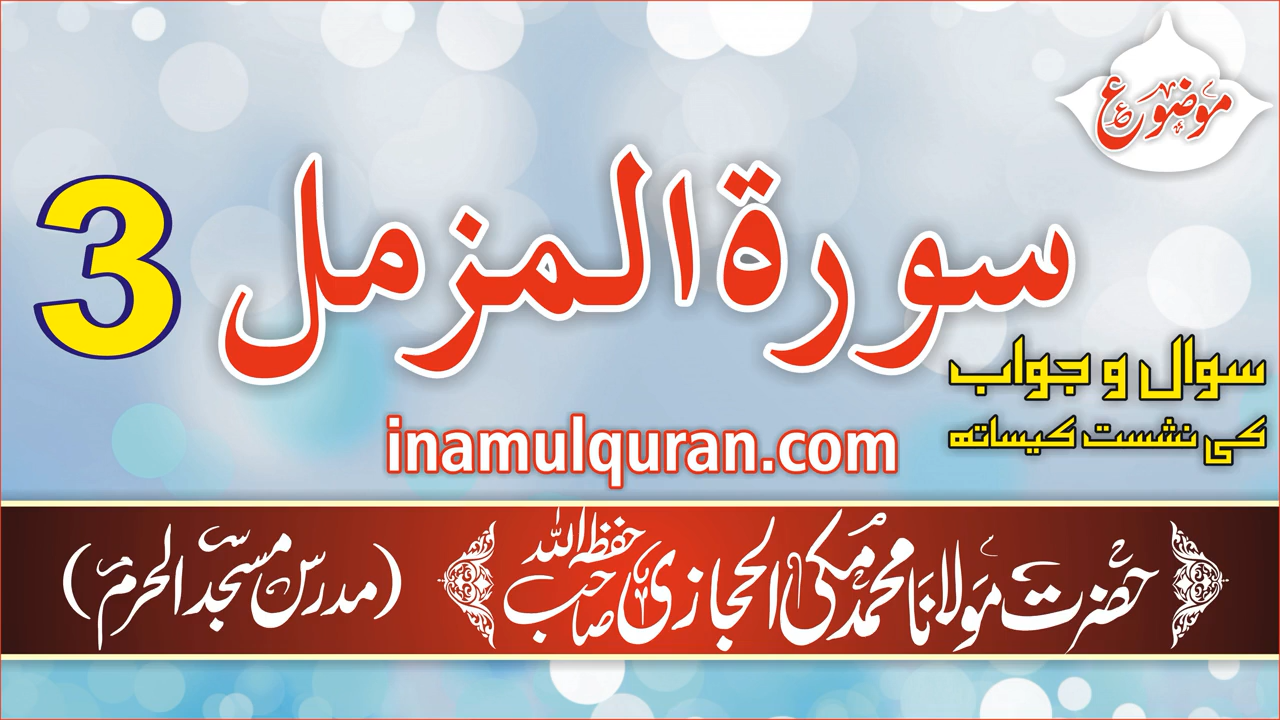 موضوع
سورۃ المزمل 3
سوال و جواب
کی نشست کیساتھ
inamulquran.com
حضرت مولانا محمد مکی الحجازی صاحب حفظہ اللہ (مدرس مسجد الحرام)